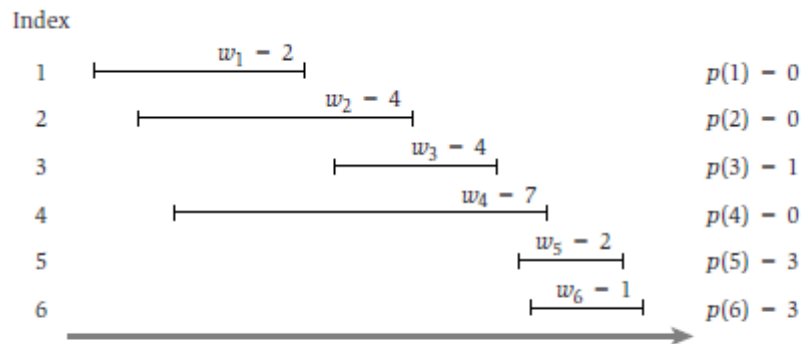 Index
1 w₁ = 2 p(1) = 0
2 w₂ = 4 p(2) = 0
3 w₃ = 4 p(3) = 1
4 w₄ = 7 p(4) = 0
5 w₅ = 2 p(5) = 3
6 w₆ = 1 p(6) = 3